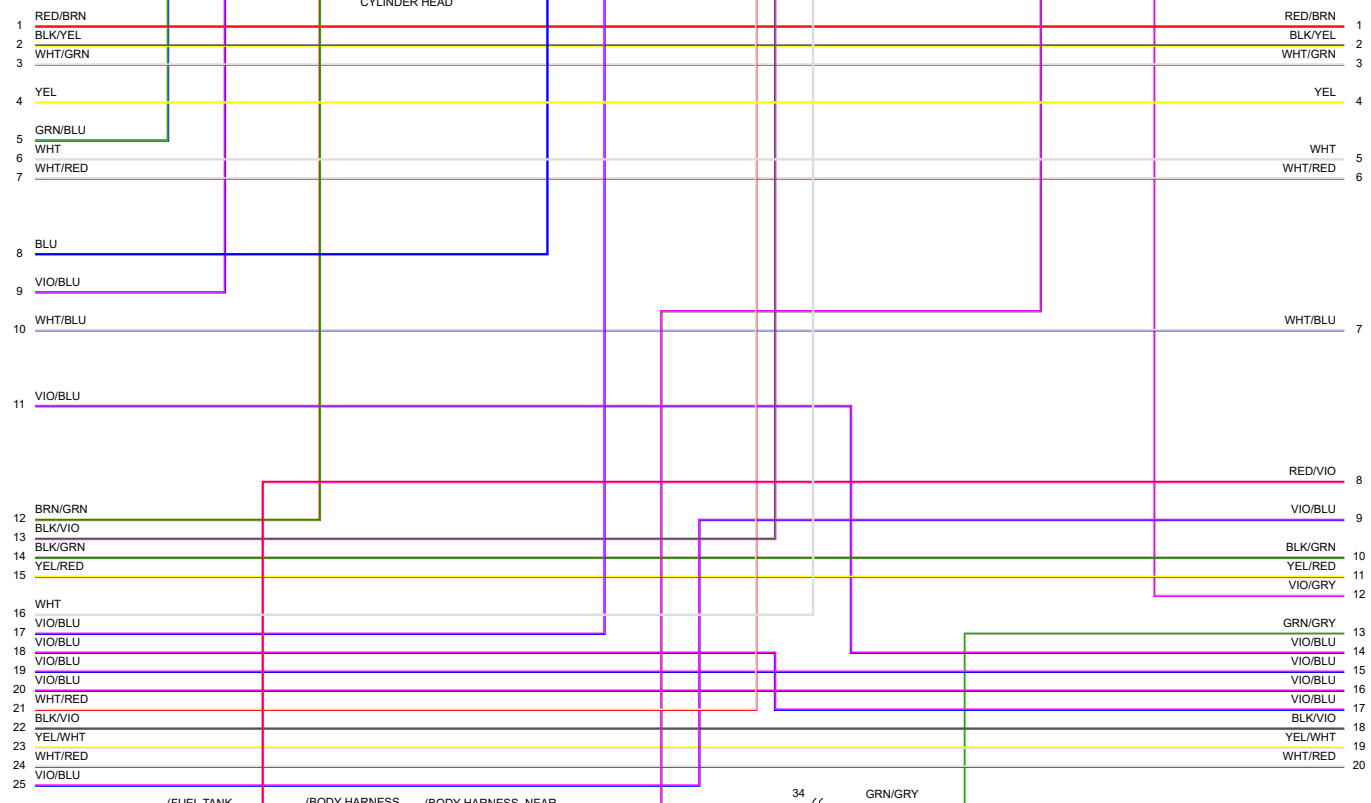 CYLINDER HEAD
1 RED/BRN RED/BRN 1
2 BLK/YEL BLK/YEL 2
3 WHT/GRN WHT/GRN 3
4 YEL YEL 4
5 GRN/BLU
6 WHT WHT 5
7 WHT/RED WHT/RED 6
8 BLU
9 VIO/BLU
10 WHT/BLU WHT/BLU 7
11 VIO/BLU
RED/VIO 8
12 BRN/GRN VIO/BLU 9
13 BLK/VIO
14 BLK/GRN BLK/GRN 10
15 YEL/RED YEL/RED 11
VIO/GRY 12
16 WHT
17 VIO/BLU GRN/GRY 13
18 VIO/BLU VIO/BLU 14
19 VIO/BLU VIO/BLU 15
20 VIO/BLU VIO/BLU 16
21 WHT/RED VIO/BLU 17
22 BLK/VIO BLK/VIO 18
23 YEL/WHT YEL/WHT 19
24 WHT/RED WHT/RED 20
25 VIO/BLU
(FUEL TANK (BODY HARNESS (BODY HARNESS, NEAR 34 GRN/GRY